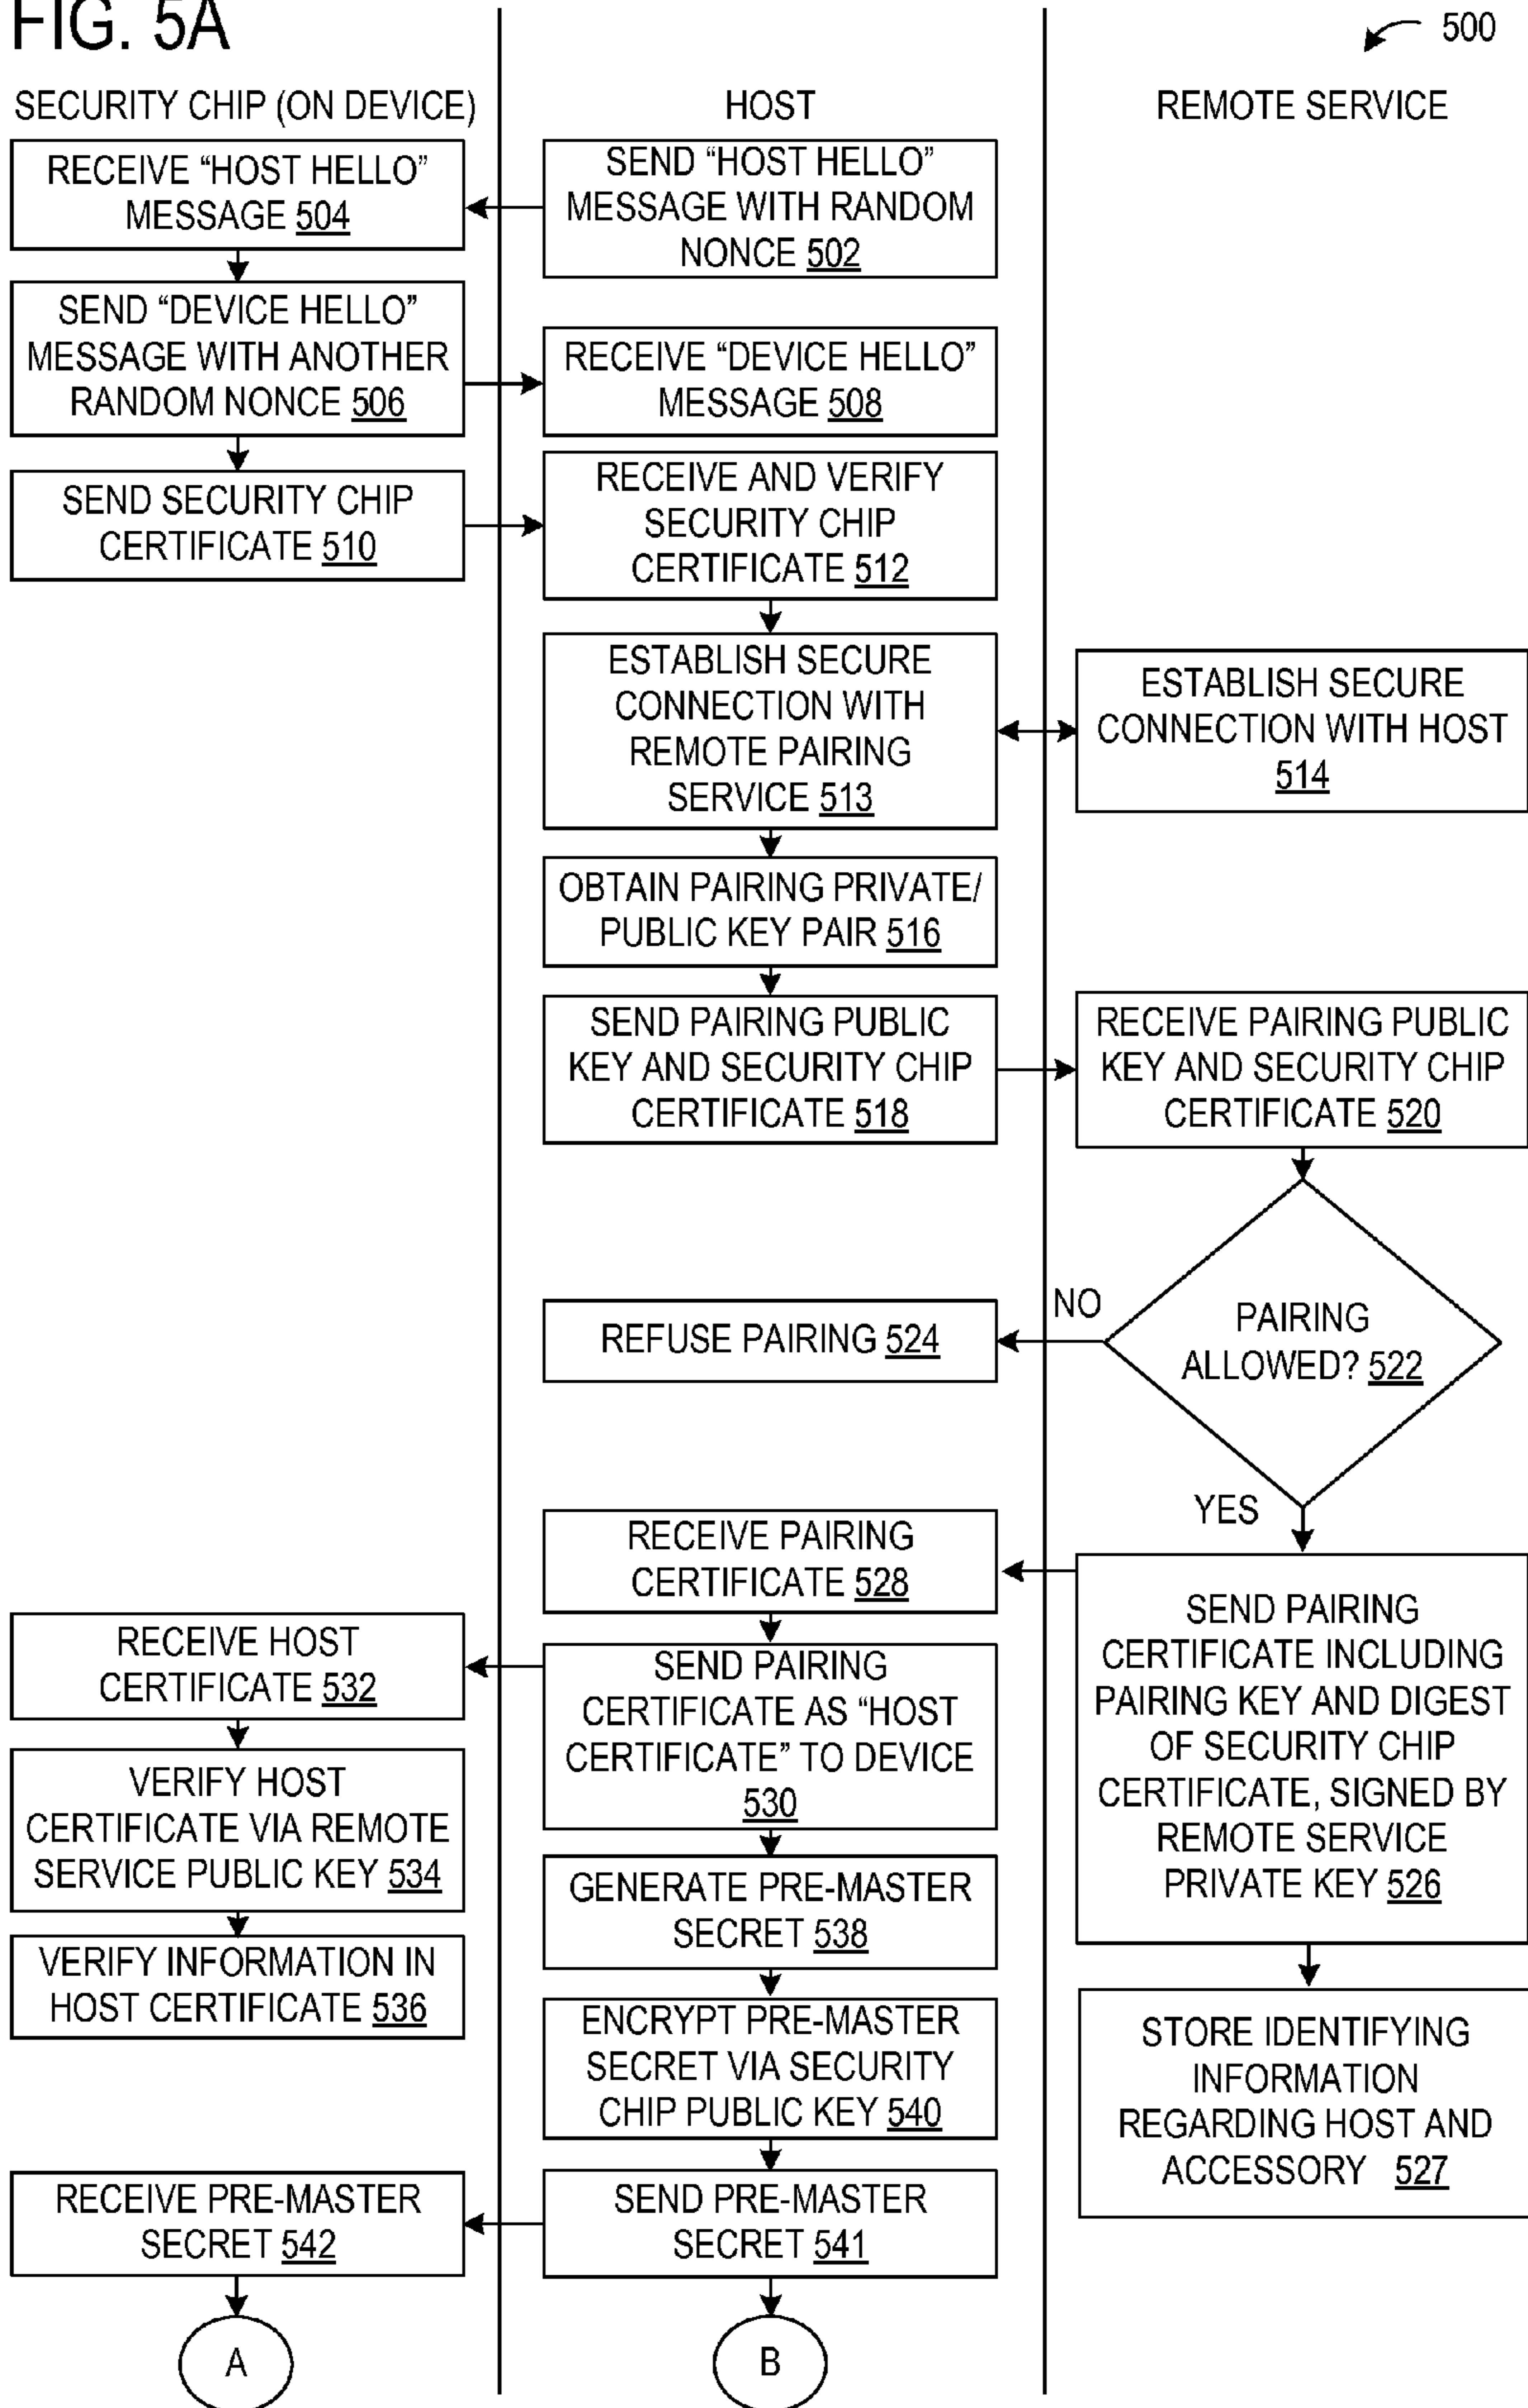 FIG. 5A
500
SECURITY CHIP (ON DEVICE)
HOST
REMOTE SERVICE
SEND “HOST HELLO”
MESSAGE WITH RANDOM
NONCE 502
RECEIVE “HOST HELLO”
MESSAGE 504
SEND “DEVICE HELLO”
MESSAGE WITH ANOTHER
RANDOM NONCE 506
RECEIVE “DEVICE HELLO”
MESSAGE 508
SEND SECURITY CHIP
CERTIFICATE 510
RECEIVE AND VERIFY
SECURITY CHIP
CERTIFICATE 512
ESTABLISH SECURE
CONNECTION WITH
REMOTE PAIRING
SERVICE 513
ESTABLISH SECURE
CONNECTION WITH HOST
514
OBTAIN PAIRING PRIVATE/
PUBLIC KEY PAIR 516
SEND PAIRING PUBLIC
KEY AND SECURITY CHIP
CERTIFICATE 518
RECEIVE PAIRING PUBLIC
KEY AND SECURITY CHIP
CERTIFICATE 520
PAIRING
ALLOWED? 522
NO
REFUSE PAIRING 524
YES
SEND PAIRING
CERTIFICATE INCLUDING
PAIRING KEY AND DIGEST
OF SECURITY CHIP
CERTIFICATE, SIGNED BY
REMOTE SERVICE
PRIVATE KEY 526
STORE IDENTIFYING
INFORMATION
REGARDING HOST AND
ACCESSORY 527
RECEIVE PAIRING
CERTIFICATE 528
SEND PAIRING
CERTIFICATE AS “HOST
CERTIFICATE” TO DEVICE
530
RECEIVE HOST
CERTIFICATE 532
VERIFY HOST
CERTIFICATE VIA REMOTE
SERVICE PUBLIC KEY 534
VERIFY INFORMATION IN
HOST CERTIFICATE 536
GENERATE PRE-MASTER
SECRET 538
ENCRYPT PRE-MASTER
SECRET VIA SECURITY
CHIP PUBLIC KEY 540
SEND PRE-MASTER
SECRET 541
RECEIVE PRE-MASTER
SECRET 542
A
B